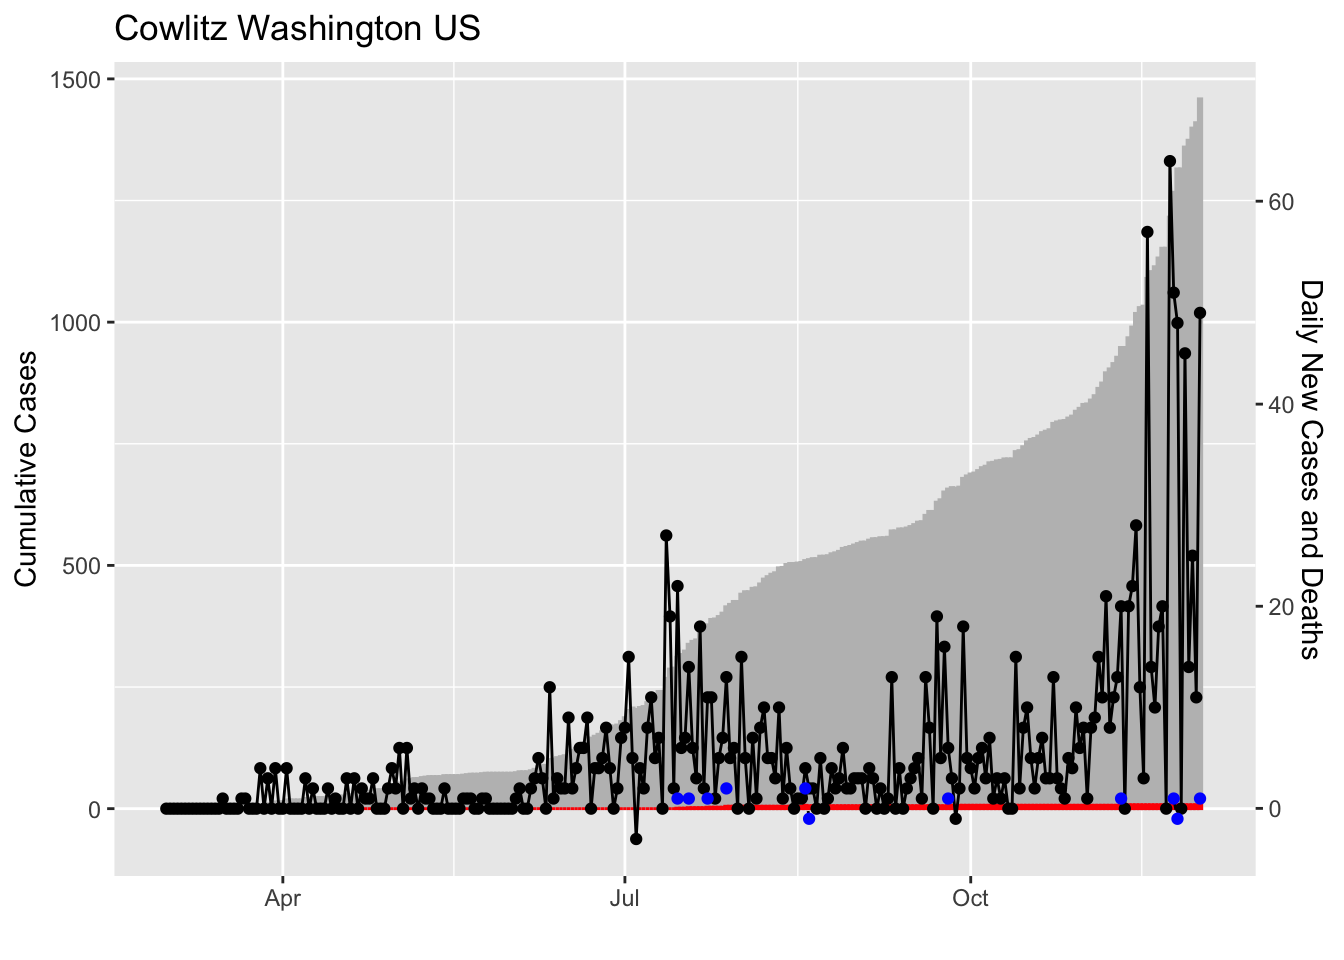 Cowlitz Washington US
1500
1000
500
0
Cumulative Cases
60
40
20
0
Daily New Cases and Deaths
Apr
Jul
Oct